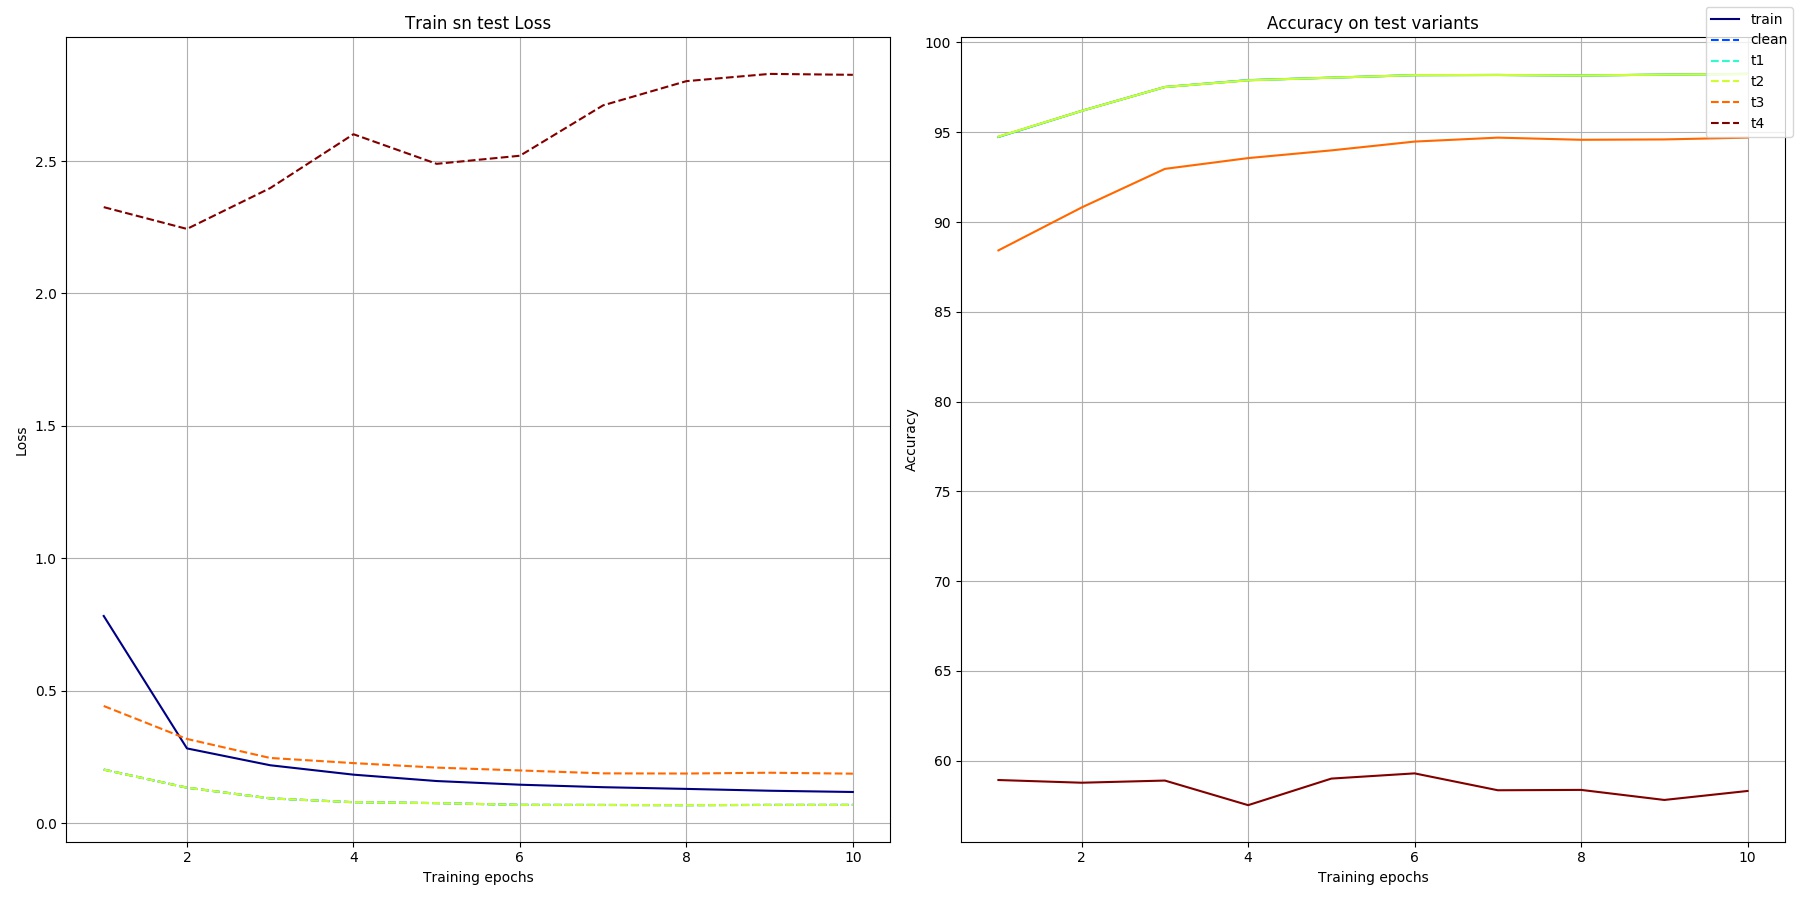 Train sn test Loss
Loss
2.5
2.0
1.5
1.0
0.5
0.0
2 4 6 8 10
Training epochs
Accuracy on test variants
Accuracy
100
95
90
85
80
75
70
65
60
2 4 6 8 10
Training epochs
train
clean
t1
t2
t3
t4